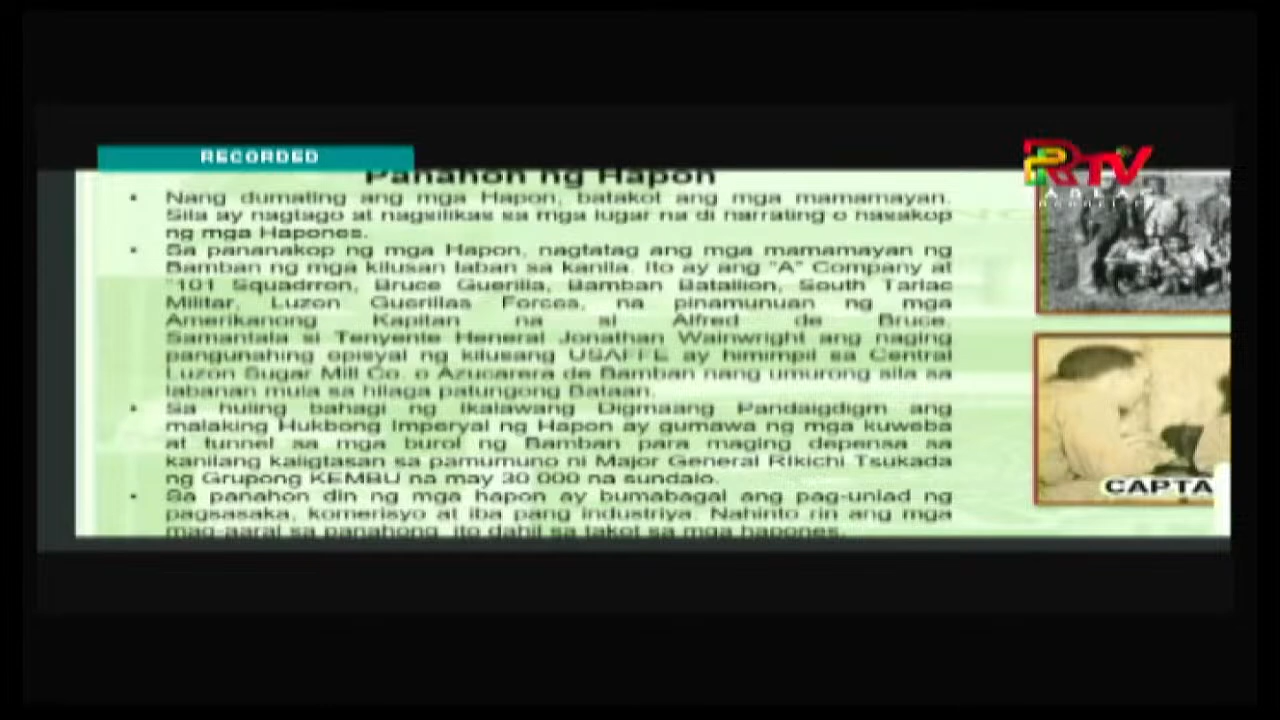 RECORDED
RTV
Panahon ng Hapon
• Nang dumating ang mga Hapon, batakot ang mga mamamayan.
Sila ay nagtago at nagsilikas sa mga lugar na di narrating o nasakop
ng mga Hapones.
• Sa pananakop ng mga Hapon, nagtatag ang mga mamamayan ng
Bamban ng mga kilusan laban sa kanila. Ito ay ang "A" Company at
"101 Squadrron, Bruce Guerilla, Bamban Batallion, South Tarlac
Militar, Luzon Guerillas Forces, na pinamunuan ng mga
Amerikanong Kapitan na si Alfred de Bruce.
Samantala si Tenyente Heneral Jonathan Wainwright ang naging
pangunahing opisyal ng kilusang USAFFE ay himimpil sa Central
Luzon Sugar Mill Co. o Azucarera de Bamban nang umurong sila sa
labanan mula sa hilaga patungong Bataan.
• Sa huling bahagi ng Ikalawang Digmaang Pandaigdigm ang
malaking Hukbong Imperyal ng Hapon ay gumawa ng mga kuweba
at tunnel sa mga burol ng Bamban para maging depensa sa
kanilang kaligtasan sa pamumuno ni Major General Rikichi Tsukada
ng Grupong KEMBU na may 30 000 na sundalo.
• Sa panahon din ng mga hapon ay bumabagal ang pag-unlad ng
pagsasaka, komerisyo at iba pang industriya. Nahinto rin ang mga
mag-aaral sa panahong ito dahil sa takot sa mga hapones.
CAPTA